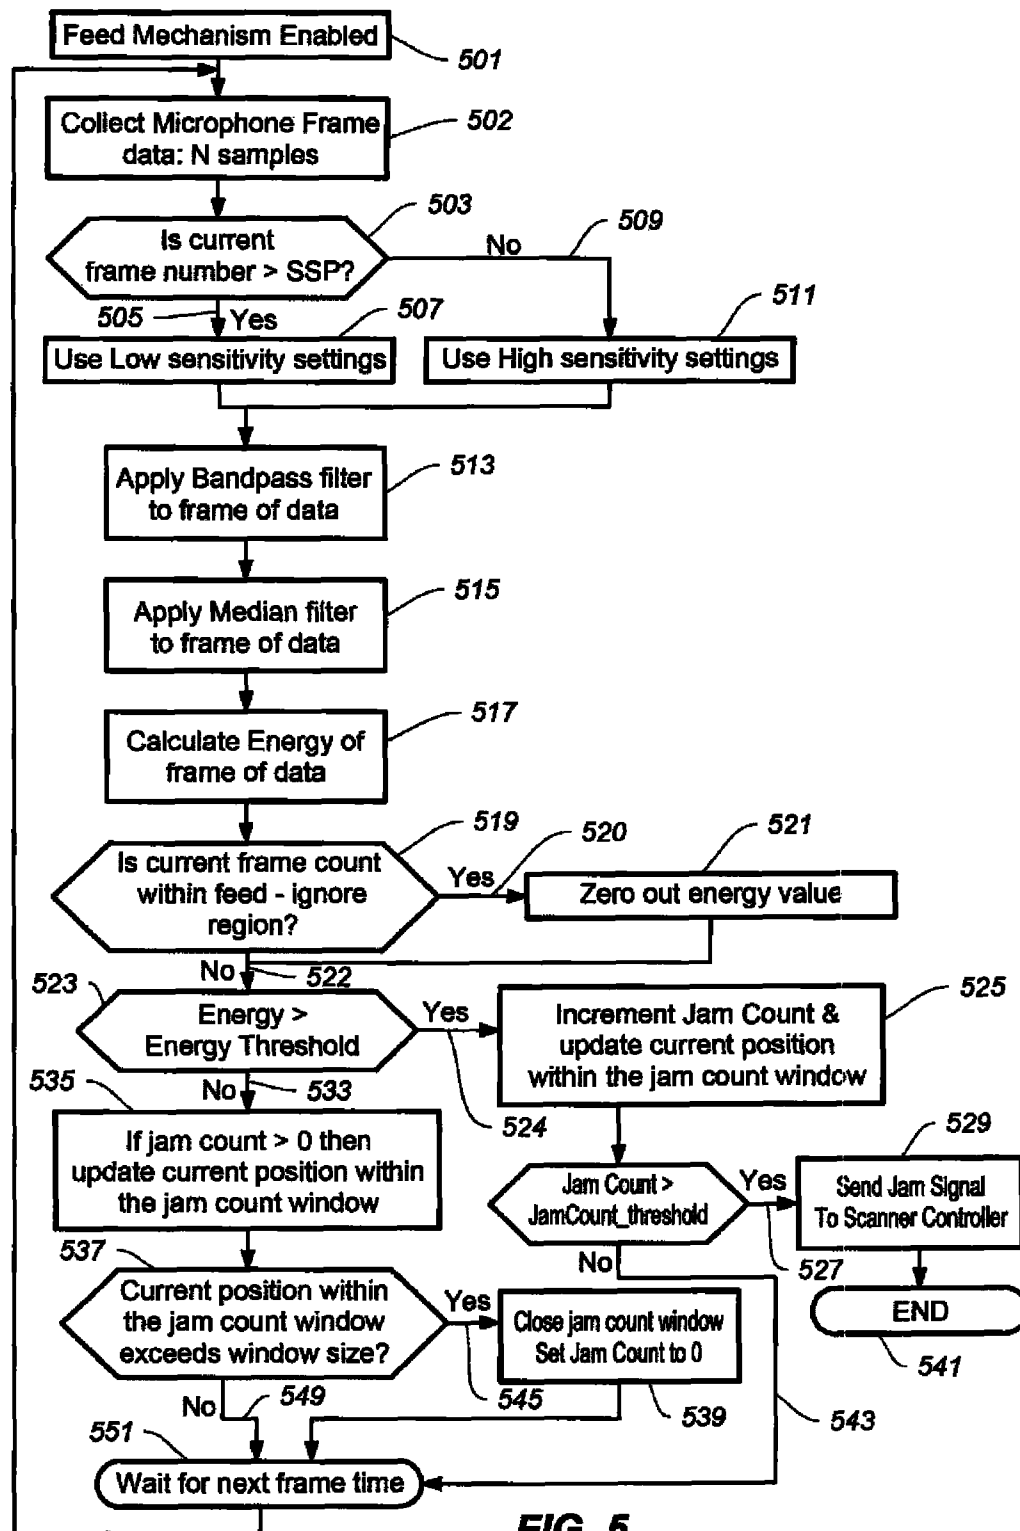 Feed Mechanism Enabled
501
Collect Microphone Frame
data: N samples
502
503
Is current
frame number > SSP?
No
509
505
Yes
507
511
Use Low sensitivity settings
Use High sensitivity settings
Apply Bandpass filter
to frame of data
513
Apply Median filter
to frame of data
515
Calculate Energy of
frame of data
517
519
Is current frame count
within feed - ignore
region?
Yes
520
521
Zero out energy value
No
522
523
Energy >
Energy Threshold
Yes
524
Increment Jam Count &
update current position
within the jam count window
525
No
533
535
If jam count > 0 then
update current position within
the jam count window
Jam Count >
JamCount_threshold
Yes
527
529
Send Jam Signal
To Scanner Controller
No
537
Current position within
the jam count window
exceeds window size?
Yes
545
Close jam count window
Set Jam Count to 0
539
END
541
543
No
549
551
Wait for next frame time
FIG. 5